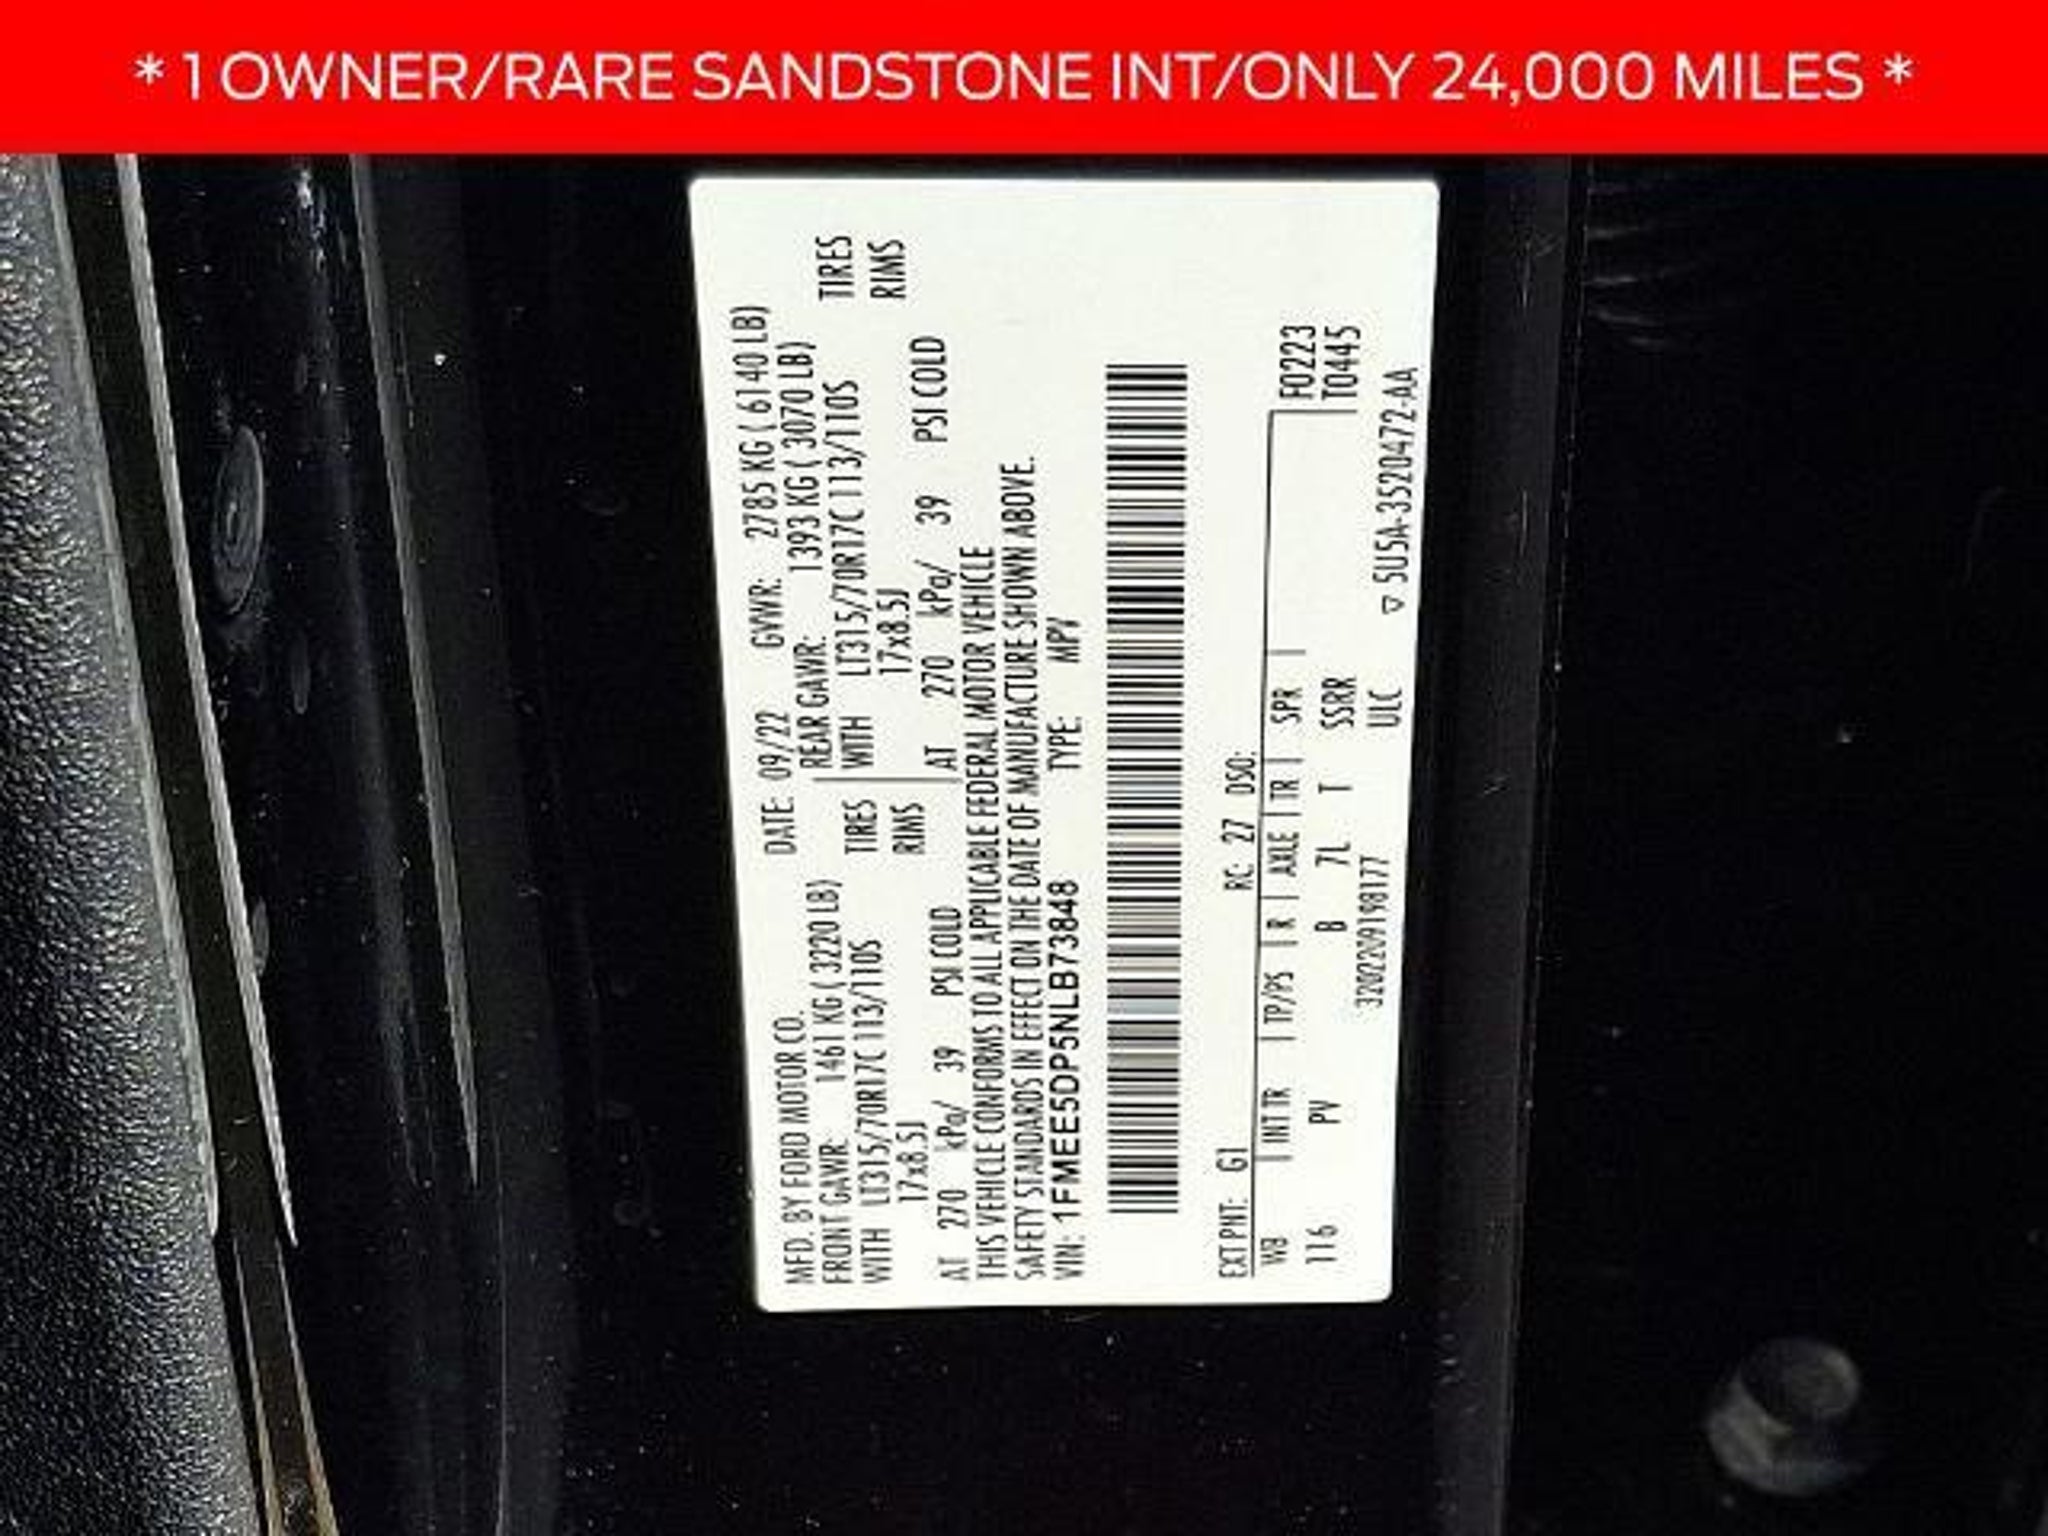 * 1 OWNER/RARE SANDSTONE INT/ONLY 24,000 MILES *
MFD. BY FORD MOTOR CO. DATE: 09/22 GVWR: 2785 KG ( 6140 LB)
FRONT GAWR: 1461 KG ( 3220 LB) REAR GAWR: 1393 KG ( 3070 LB)
WITH LT315/70R17C 113/110S TIRES WITH LT315/70R17C 113/110S TIRES
17x8.5J RIMS 17x8.5J RIMS
AT 270 kPa/ 39 PSI COLD AT 270 kPa/ 39 PSI COLD
THIS VEHICLE CONFORMS TO ALL APPLICABLE FEDERAL MOTOR VEHICLE
SAFETY STANDARDS IN EFFECT ON THE DATE OF MANUFACTURE SHOWN ABOVE.
VIN: 1FMEE5DP5NLB73848 TYPE: MPV
EXT PNT: G1 RC: 27 DSO:
WB | INT TR | TP/PS | R | AXLE | TR | SPR | F0223
116 PV B 7L T SSRR T0445
3202209198177 ULC ▽ 5U5A-3520472-AA